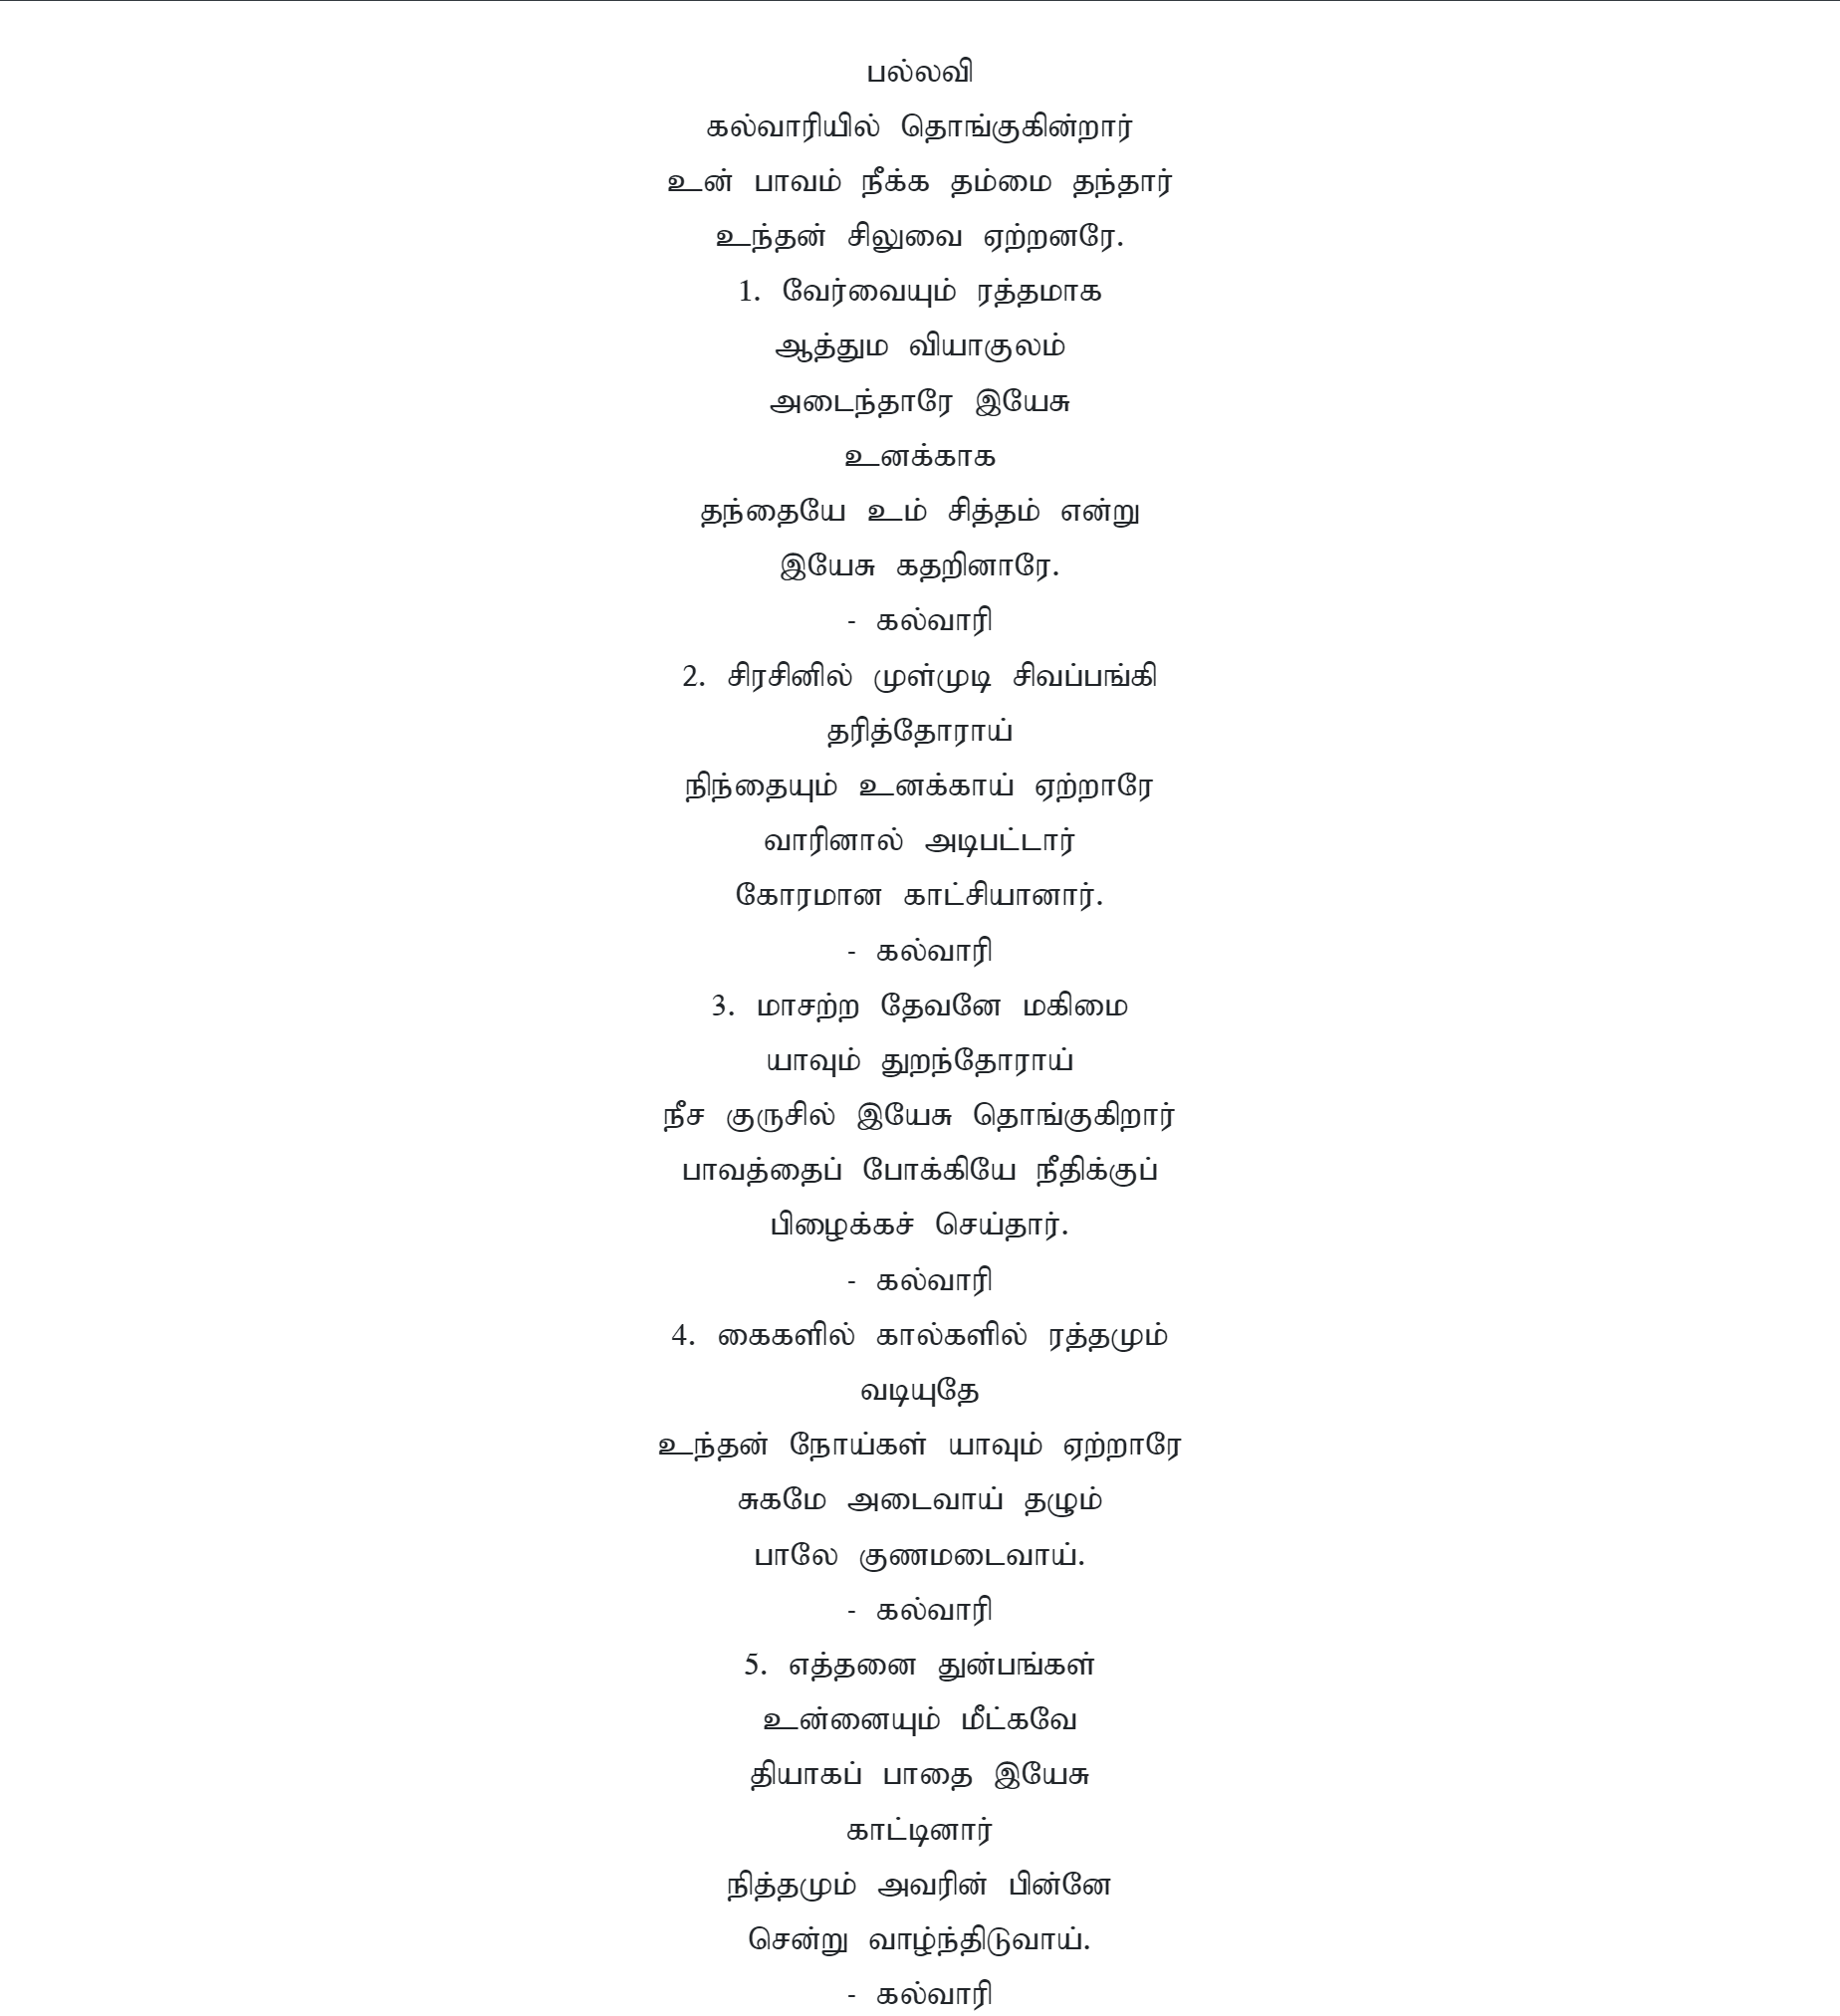 பல்லவி
கல்வாரியில் தொங்குகின்றார்
உன் பாவம் நீக்க தம்மை தந்தார்
உந்தன் சிலுவை ஏற்றனரே.
1. வேர்வையும் ரத்தமாக
ஆத்தும வியாகுலம்
அடைந்தாரே இயேசு
உனக்காக
தந்தையே உம் சித்தம் என்று
இயேசு கதறினாரே.
- கல்வாரி
2. சிரசினில் முள்முடி சிவப்பங்கி
தரித்தோராய்
நிந்தையும் உனக்காய் ஏற்றாரே
வாரினால் அடிபட்டார்
கோரமான காட்சியானார்.
- கல்வாரி
3. மாசற்ற தேவனே மகிமை
யாவும் துறந்தோராய்
நீச குருசில் இயேசு தொங்குகிறார்
பாவத்தைப் போக்கியே நீதிக்குப்
பிழைக்கச் செய்தார்.
- கல்வாரி
4. கைகளில் கால்களில் ரத்தமும்
வடியுதே
உந்தன் நோய்கள் யாவும் ஏற்றாரே
சுகமே அடைவாய் தழும்
பாலே குணமடைவாய்.
- கல்வாரி
5. எத்தனை துன்பங்கள்
உன்னையும் மீட்கவே
தியாகப் பாதை இயேசு
காட்டினார்
நித்தமும் அவரின் பின்னே
சென்று வாழ்ந்திடுவாய்.
- கல்வாரி